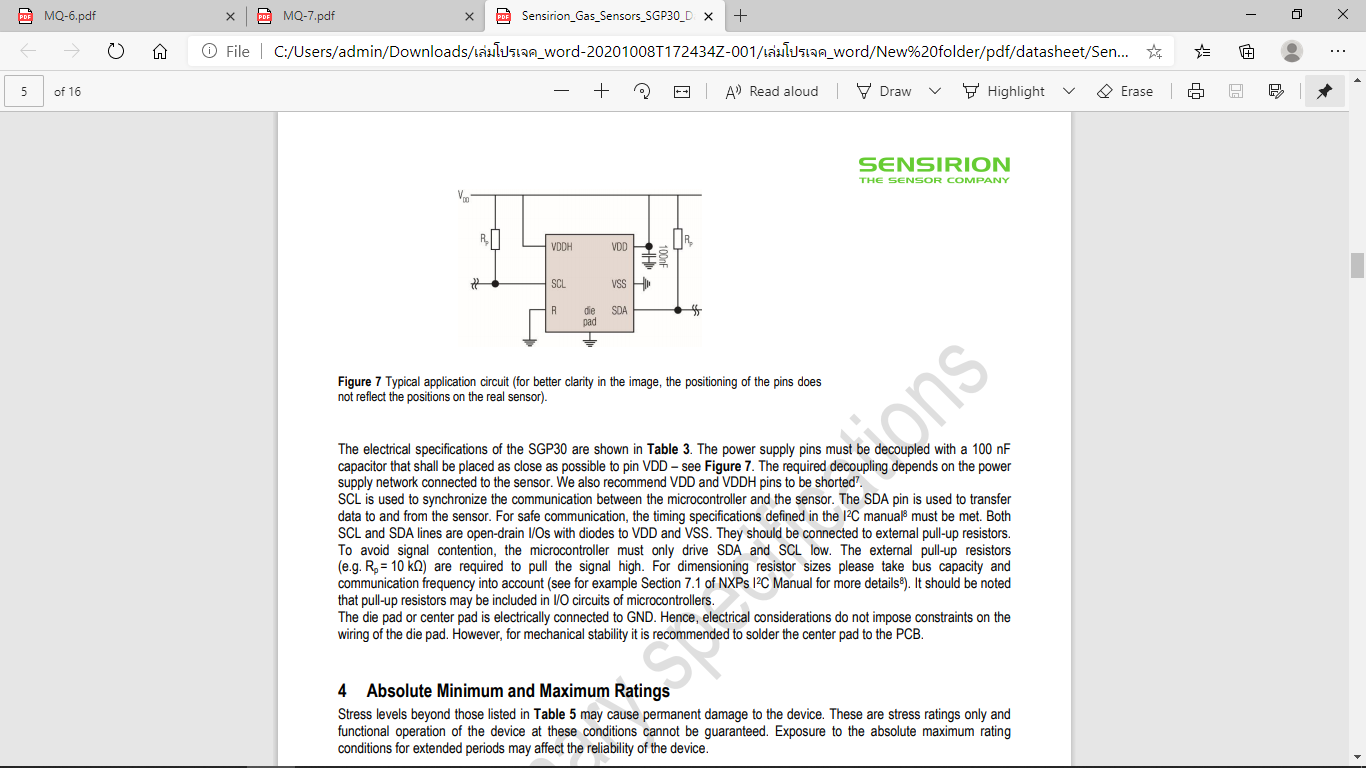 MQ-6.pdf
MQ-7.pdf
Sensirion_Gas_Sensors_SGP30_D
File
C:/Users/admin/Downloads/เล่มโปรเจค_word-20201008T172434Z-001/เล่มโปรเจค_word/New%20folder/pdf/datasheet/Sen...
5 of 16
Read aloud
Draw
Highlight
Erase
SENSIRION
THE SENSOR COMPANY
VDD
Rp
Rp
VDDH VDD
100nF
SCL VSS
R die pad SDA
Figure 7 Typical application circuit (for better clarity in the image, the positioning of the pins does
not reflect the positions on the real sensor).
The electrical specifications of the SGP30 are shown in Table 3. The power supply pins must be decoupled with a 100 nF
capacitor that shall be placed as close as possible to pin VDD – see Figure 7. The required decoupling depends on the power
supply network connected to the sensor. We also recommend VDD and VDDH pins to be shorted⁷.
SCL is used to synchronize the communication between the microcontroller and the sensor. The SDA pin is used to transfer
data to and from the sensor. For safe communication, the timing specifications defined in the I²C manual⁸ must be met. Both
SCL and SDA lines are open-drain I/Os with diodes to VDD and VSS. They should be connected to external pull-up resistors.
To avoid signal contention, the microcontroller must only drive SDA and SCL low. The external pull-up resistors
(e.g. Rp = 10 kΩ) are required to pull the signal high. For dimensioning resistor sizes please take bus capacity and
communication frequency into account (see for example Section 7.1 of NXPs I²C Manual for more details⁸). It should be noted
that pull-up resistors may be included in I/O circuits of microcontrollers.
The die pad or center pad is electrically connected to GND. Hence, electrical considerations do not impose constraints on the
wiring of the die pad. However, for mechanical stability it is recommended to solder the center pad to the PCB.
4 Absolute Minimum and Maximum Ratings
Stress levels beyond those listed in Table 5 may cause permanent damage to the device. These are stress ratings only and
functional operation of the device at these conditions cannot be guaranteed. Exposure to the absolute maximum rating
conditions for extended periods may affect the reliability of the device.
specifications